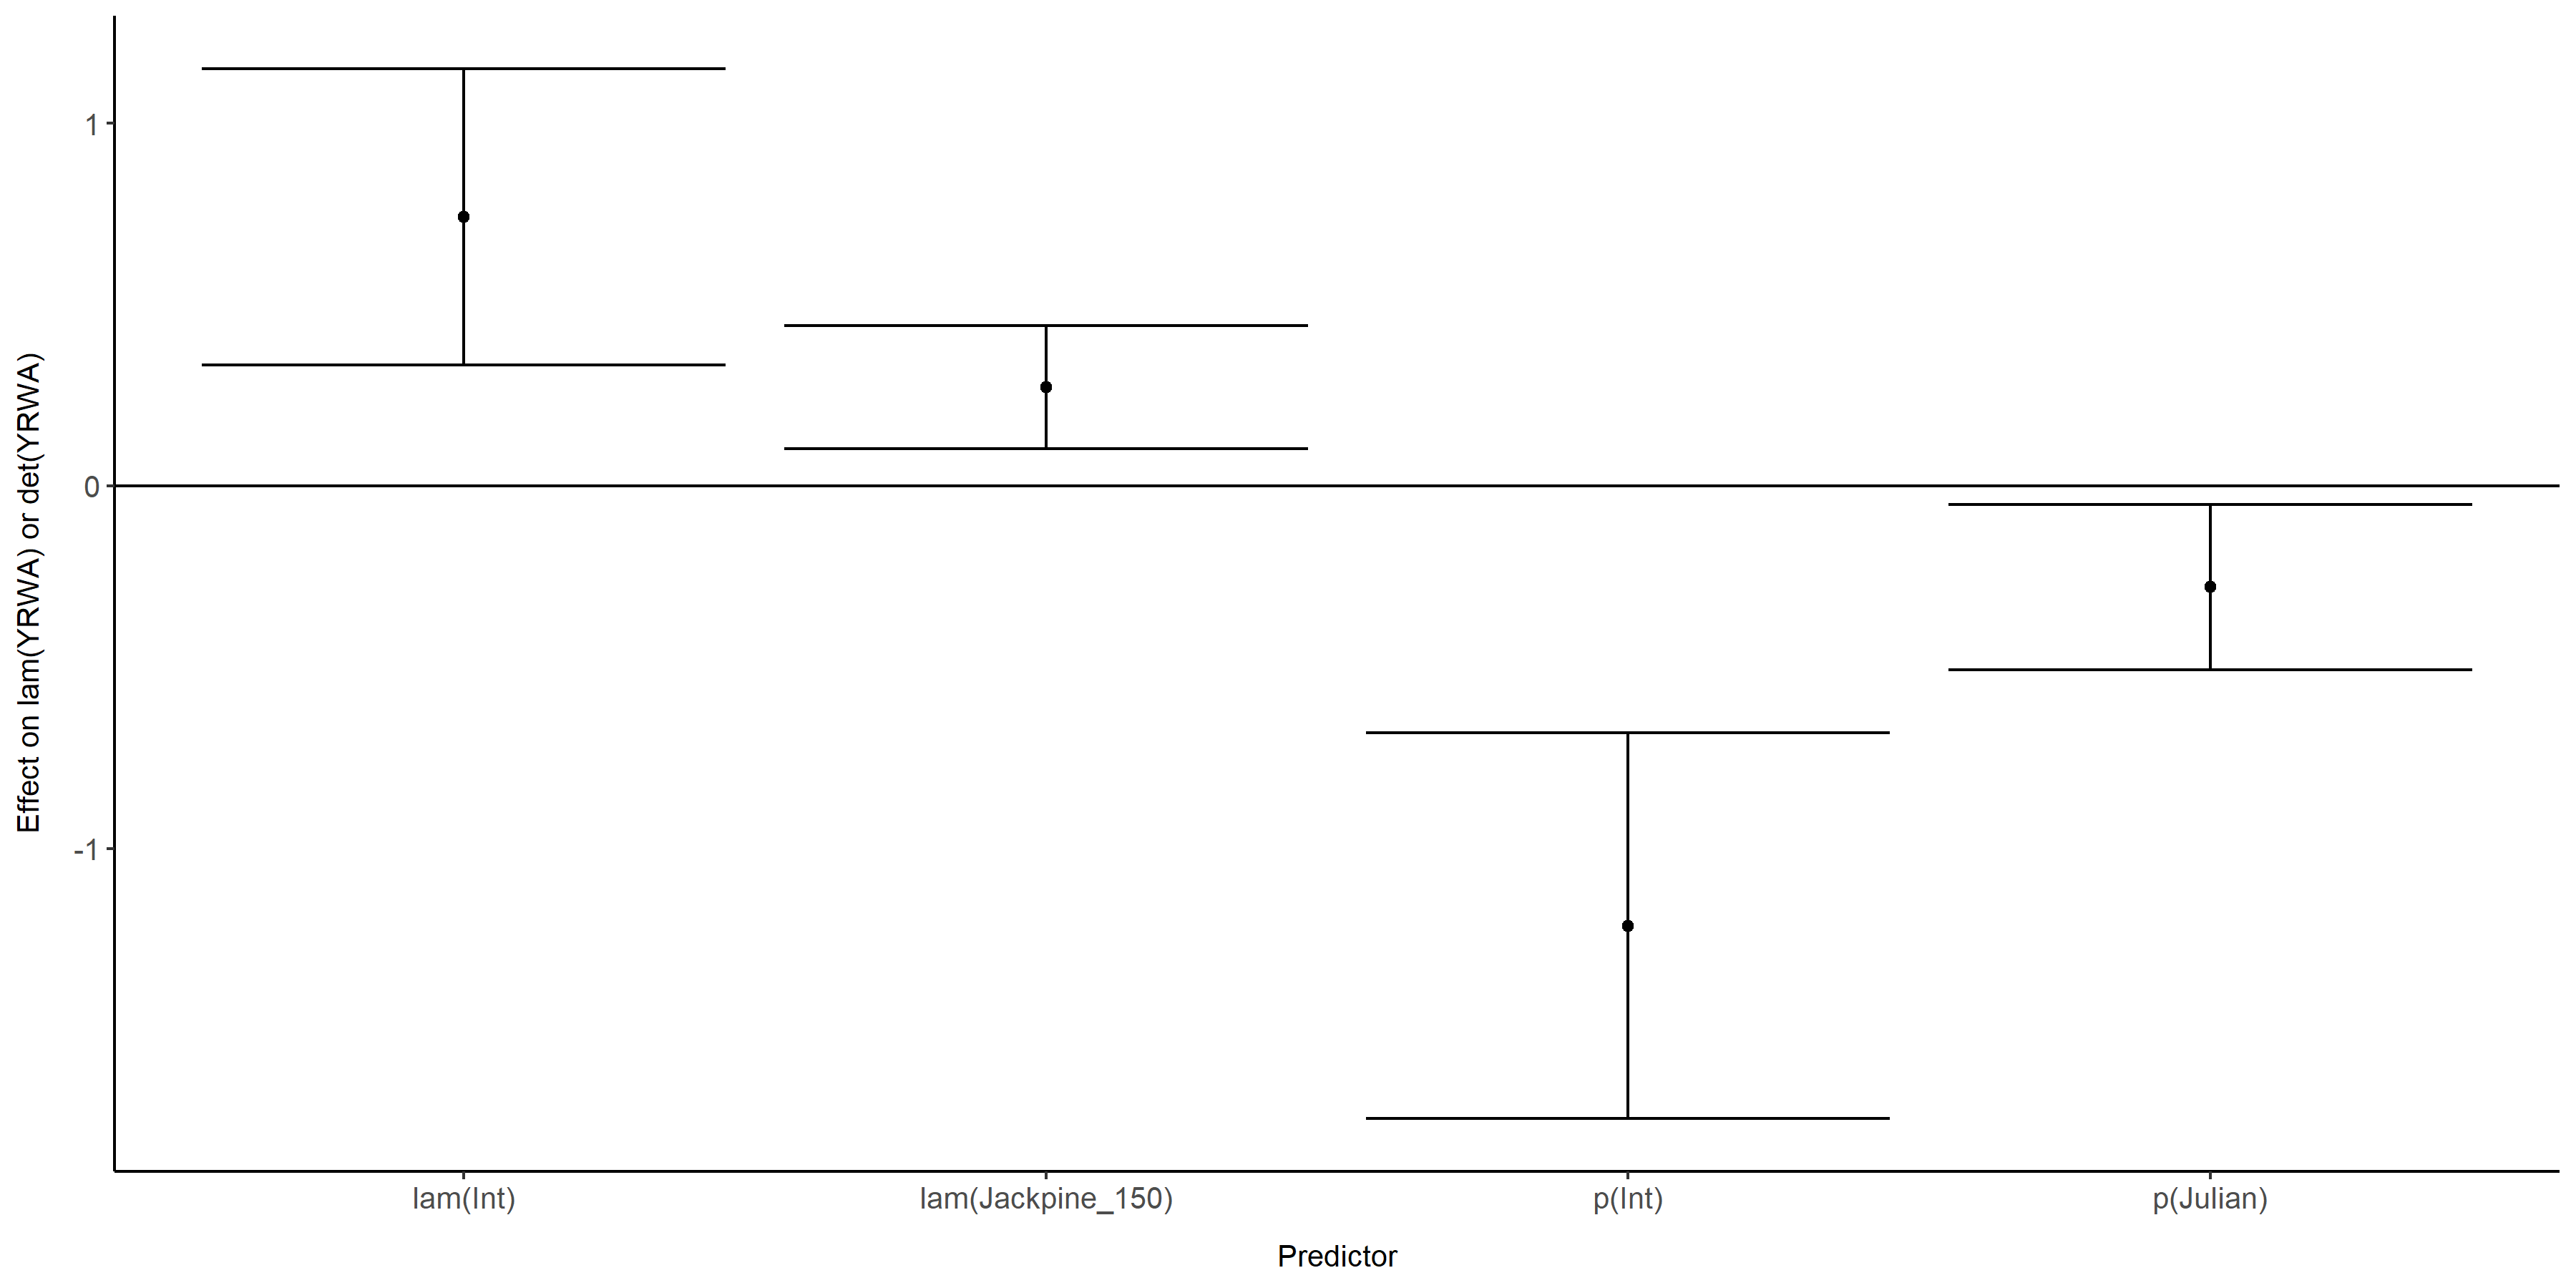 Effect on lam(YRWA) or det(YRWA)
1
0
-1
lam(Int)
lam(Jackpine_150)
p(Int)
p(Julian)
Predictor